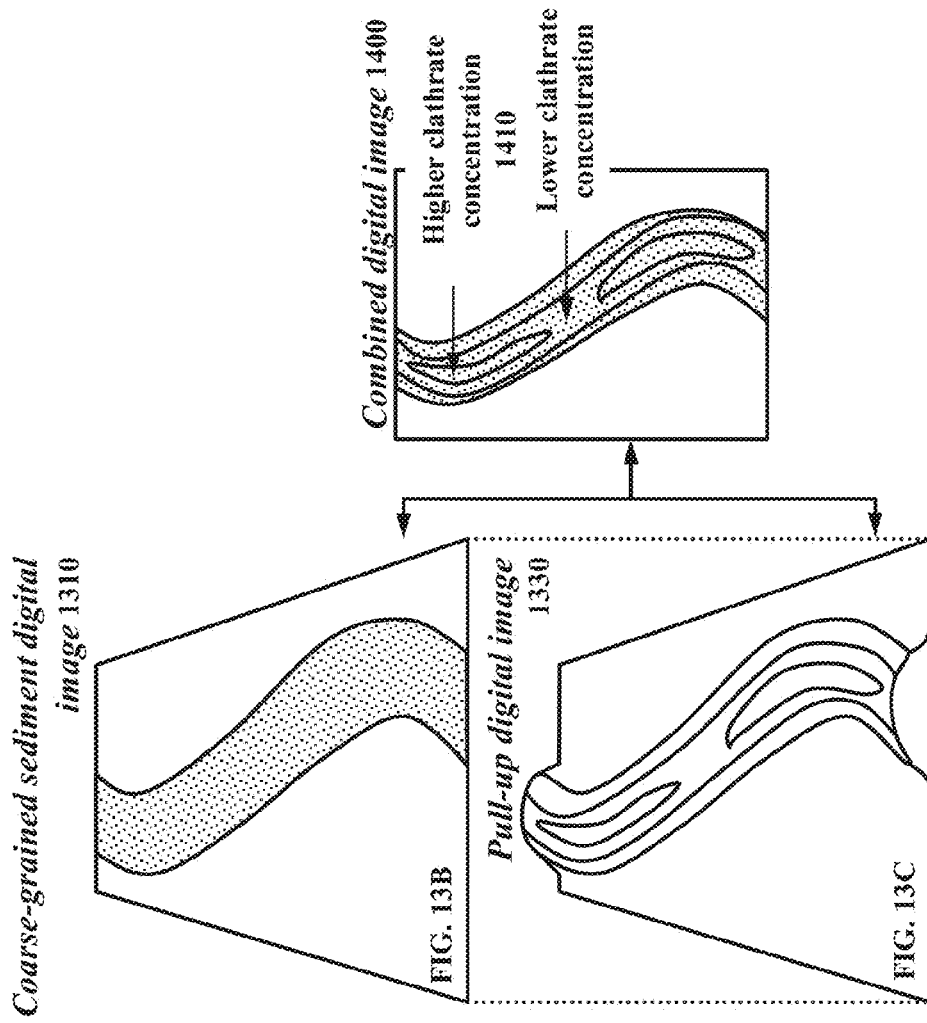 Coarse-grained sediment digital
image 1310
FIG. 13B
Pull-up digital image
1330
FIG. 13C
Combined digital image 1400
Higher clathrate
concentration
1410
Lower clathrate
concentration